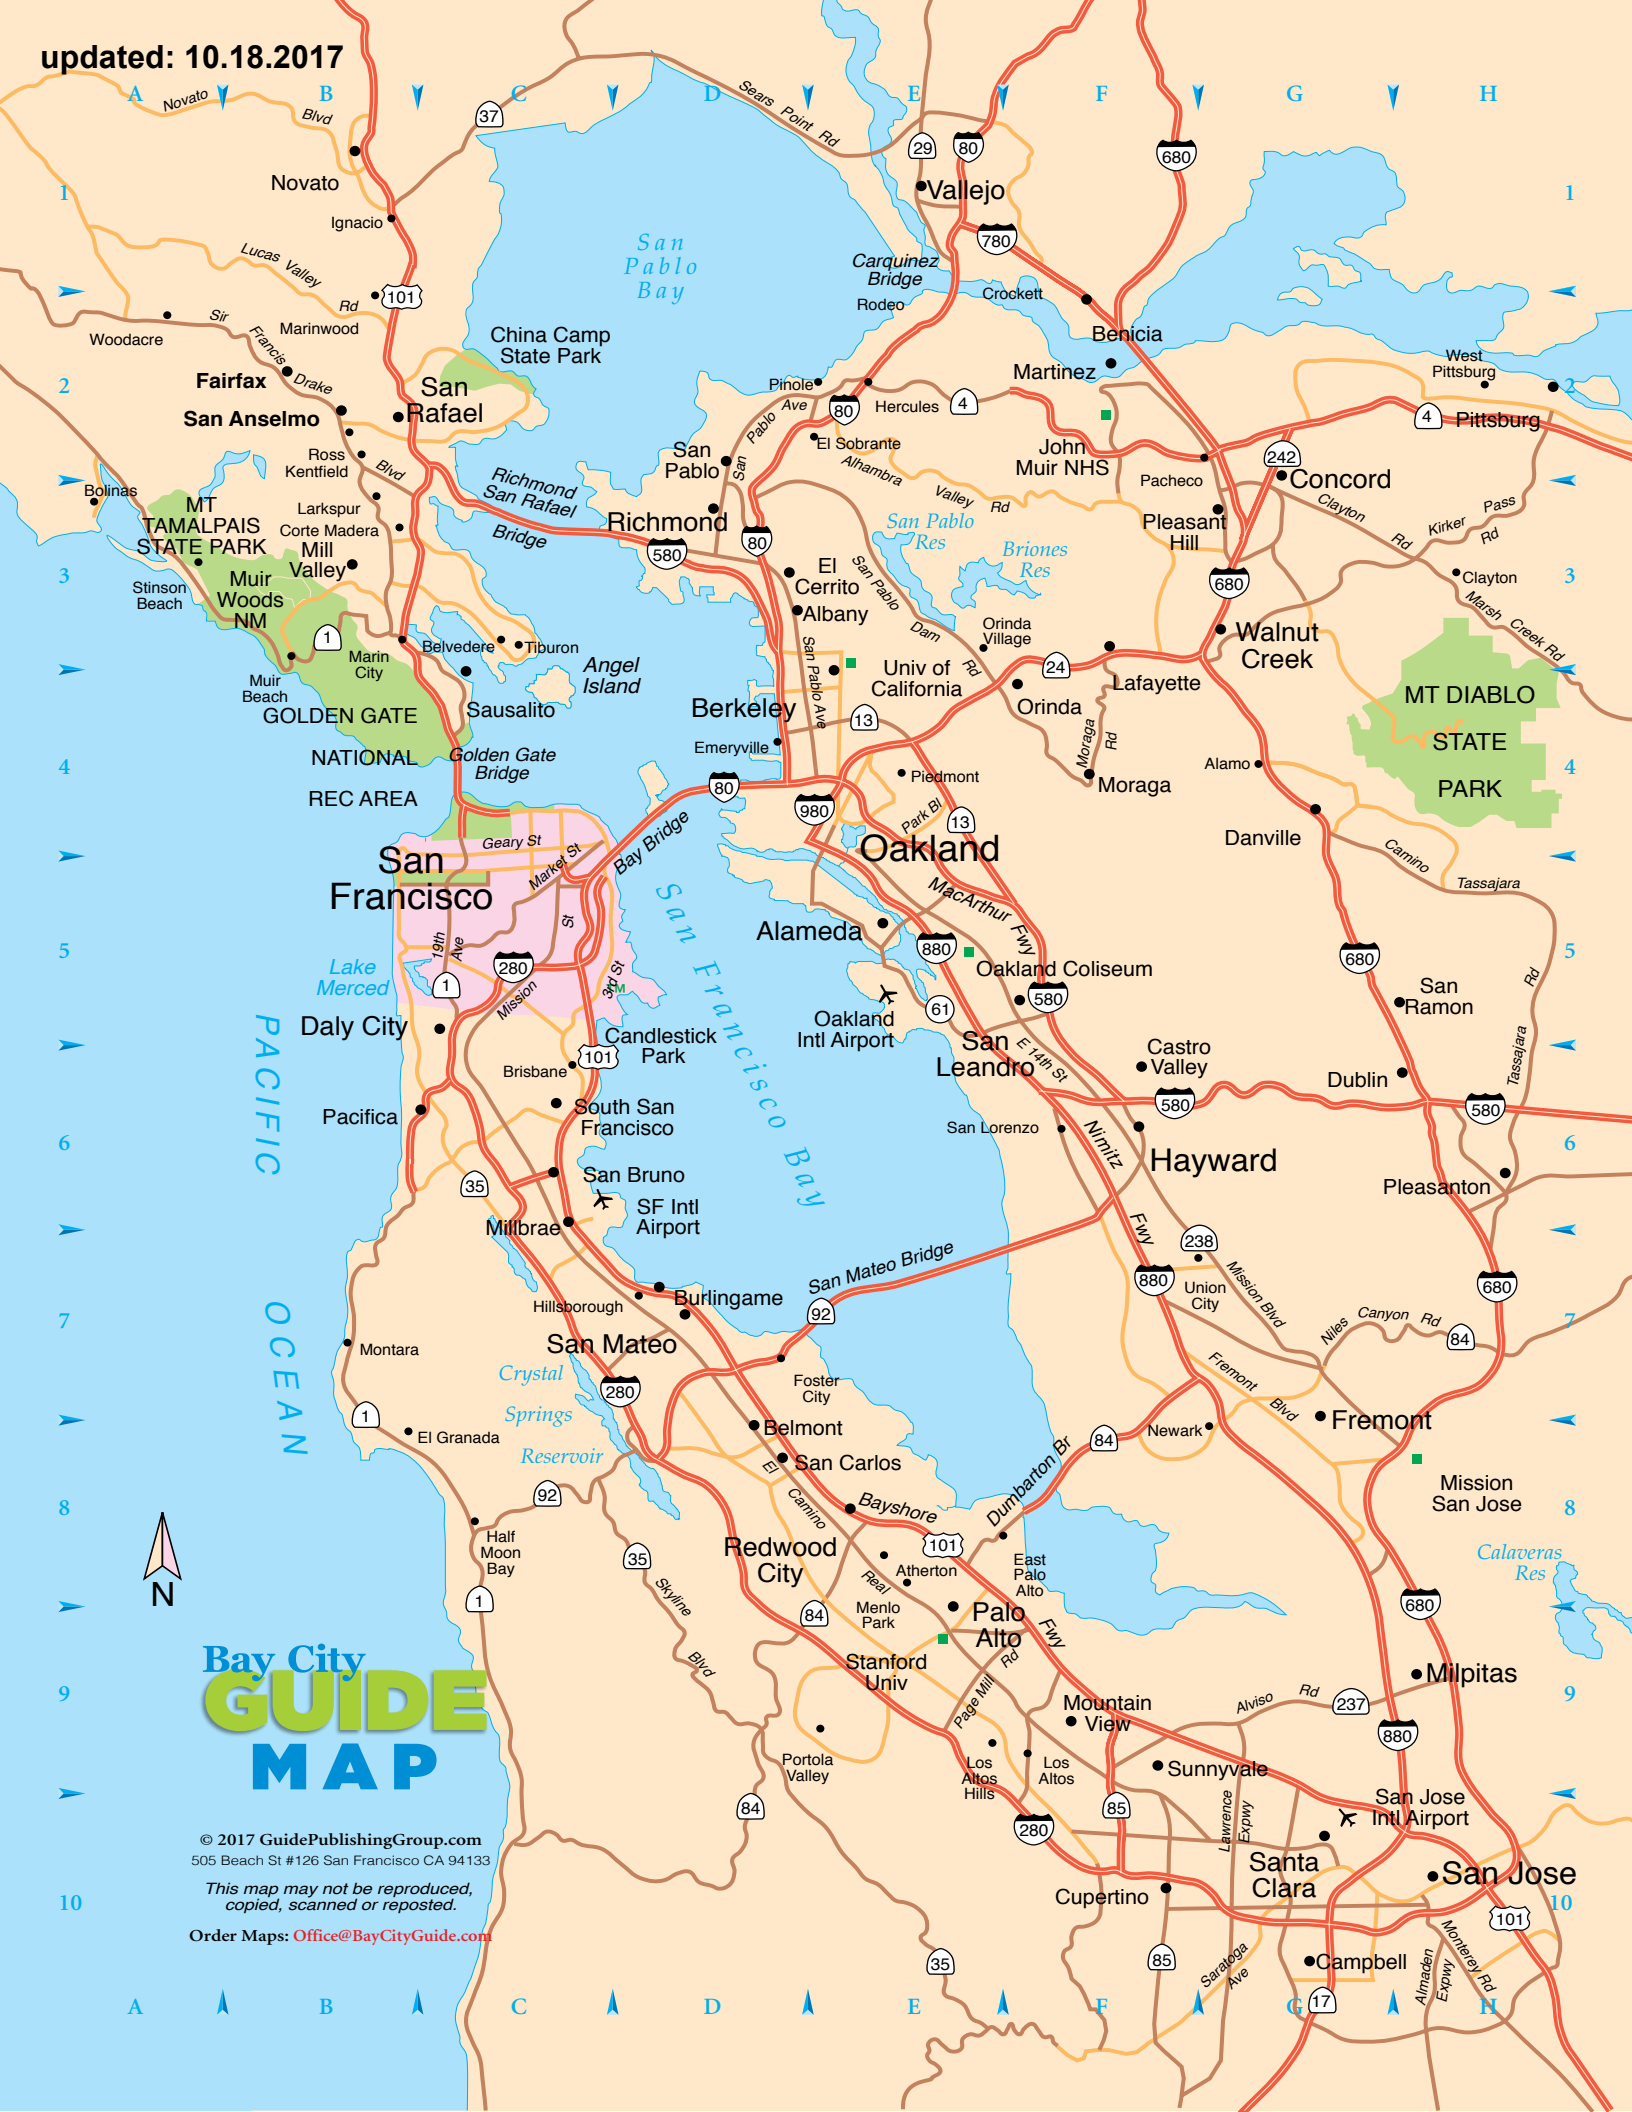 updated: 10.18.2017
A B C D E F G H
Novato
Blvd
37
Sears Point Rd
29
80
680
Novato
Vallejo
1
1
Ignacio
780
San
Pablo
Bay
Lucas Valley
Rd
Carquinez
Bridge
101
Rodeo
Crockett
Woodacre
Sir
Francis
Drake
Blvd
Marinwood
China Camp
State Park
Benicia
West
Pittsburg
Martinez
2
2
Fairfax
San
Rafael
Pinole
Hercules
4
San Anselmo
80
San Pablo Ave
El Sobrante
4
Pittsburg
Ross
Kentfield
San
Pablo
John
Muir NHS
242
Alhambra
Valley Rd
Pacheco
Concord
Bolinas
Richmond
San Rafael
Bridge
MT
TAMALPAIS
STATE PARK
Larkspur
Corte Madera
Mill
Valley
Richmond
Clayton
Rd
Kirker Pass
Rd
San Pablo
Res
Pleasant
Hill
580
80
Briones
Res
3
3
El
Cerrito
San Pablo
Dam
Rd
680
Clayton
Stinson
Beach
Muir
Woods
NM
Albany
Marsh Creek Rd
1
Belvedere
Tiburon
San Pablo Ave
Orinda
Village
Walnut
Creek
Marin
City
Angel
Island
Univ of
California
24
Lafayette
Muir
Beach
Sausalito
Orinda
MT DIABLO
STATE
PARK
GOLDEN GATE
NATIONAL
REC AREA
Berkeley
13
Emeryville
Moraga
Rd
Golden Gate
Bridge
4
4
Piedmont
Alamo
80
Moraga
980
Park Bl
13
Geary St
Bay Bridge
Oakland
Danville
San
Francisco
Market St
Camino
Tassajara
MacArthur
Fwy
San Francisco Bay
Alameda
St
19th
Ave
880
5
5
Lake
Merced
280
Oakland Coliseum
680
1
Mission
3rd St
M
580
San
Ramon
Rd
61
Daly City
Oakland
Intl Airport
Candlestick
Park
San
Leandro
E 14th St
Castro
Valley
PACIFIC
101
Brisbane
Dublin
Tassajara
Pacifica
South San
Francisco
580
580
San Lorenzo
Nimitz
6
6
Hayward
35
San Bruno
Pleasanton
SF Intl
Airport
Millbrae
Fwy
238
San Mateo Bridge
Mission Blvd
OCEAN
880
Union
City
680
Hillsborough
Burlingame
92
7
7
Niles
Canyon Rd
84
Montara
San Mateo
Crystal
Springs
Reservoir
280
Foster
City
Fremont
Blvd
1
Belmont
Fremont
El Granada
Newark
84
San Carlos
El
Camino
Real
92
Dumbarton Br
Mission
San Jose
8
8
Bayshore
Half
Moon
Bay
Redwood
City
101
35
East
Palo
Alto
Calaveras
Res
Atherton
N
1
Skyline
Menlo
Park
84
Palo
Alto
680
Fwy
Blvd
Stanford
Univ
Rd
Page Mill
Milpitas
Bay City
GUIDE
MAP
9
9
Mountain
View
Alviso Rd
237
880
Portola
Valley
Los
Altos
Hills
Los
Altos
Sunnyvale
84
85
San Jose
Intl Airport
Lawrence
Expwy
280
© 2017 GuidePublishingGroup.com
505 Beach St #126 San Francisco CA 94133
This map may not be reproduced,
copied, scanned or reposted.
Order Maps: Office@BayCityGuide.com
Santa
Clara
San Jose
10
10
Cupertino
101
35
85
Saratoga
Ave
Campbell
Almaden
Expwy
Monterey Rd
17
A B C D E F G H